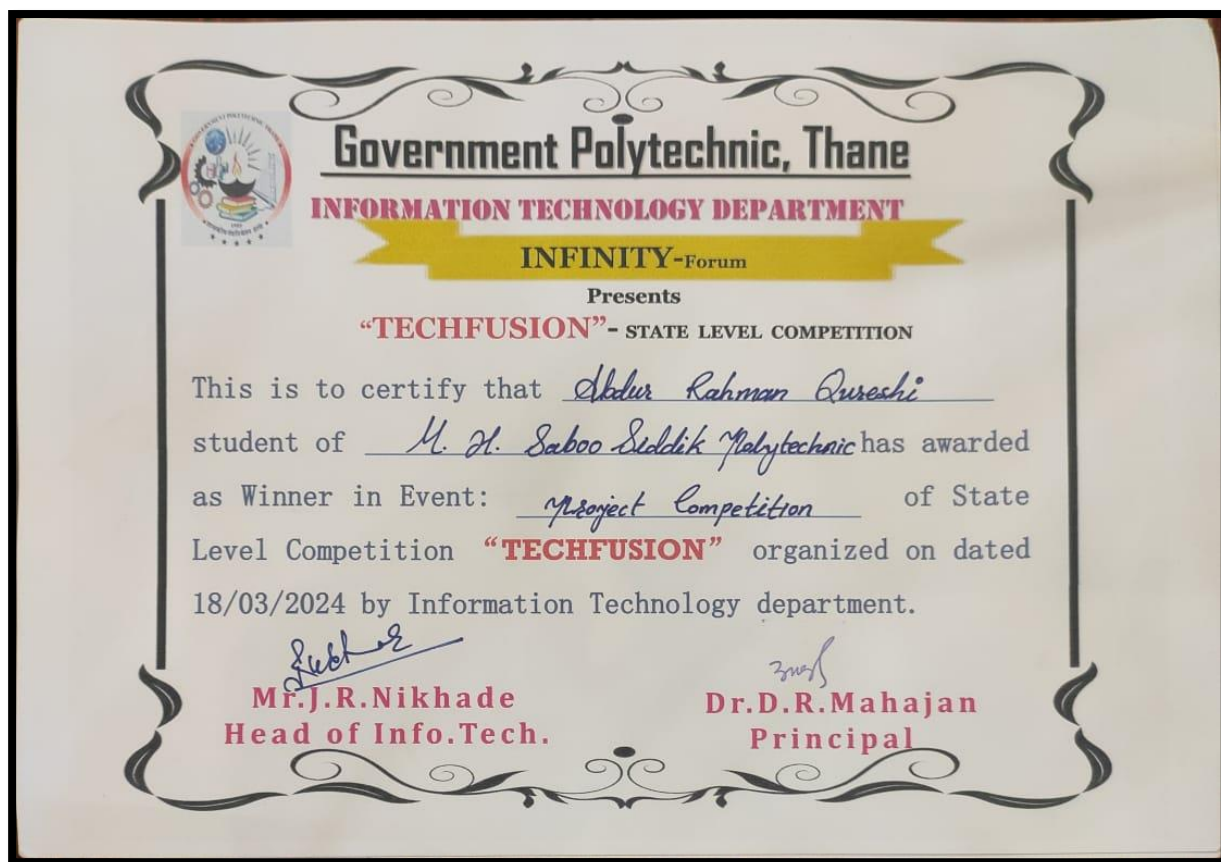 GOVERNMENT POLYTECHNIC THANE
Government Polytechnic, Thane
INFORMATION TECHNOLOGY DEPARTMENT
INFINITY-Forum
Presents
“TECHFUSION”- STATE LEVEL COMPETITION
This is to certify that Abdur Rahman Qureshi
student of M. H. Saboo Siddik Polytechnic has awarded
as Winner in Event: Project Competition of State
Level Competition “TECHFUSION” organized on dated
18/03/2024 by Information Technology department.
Mr.J.R.Nikhade
Head of Info.Tech.
Dr.D.R.Mahajan
Principal